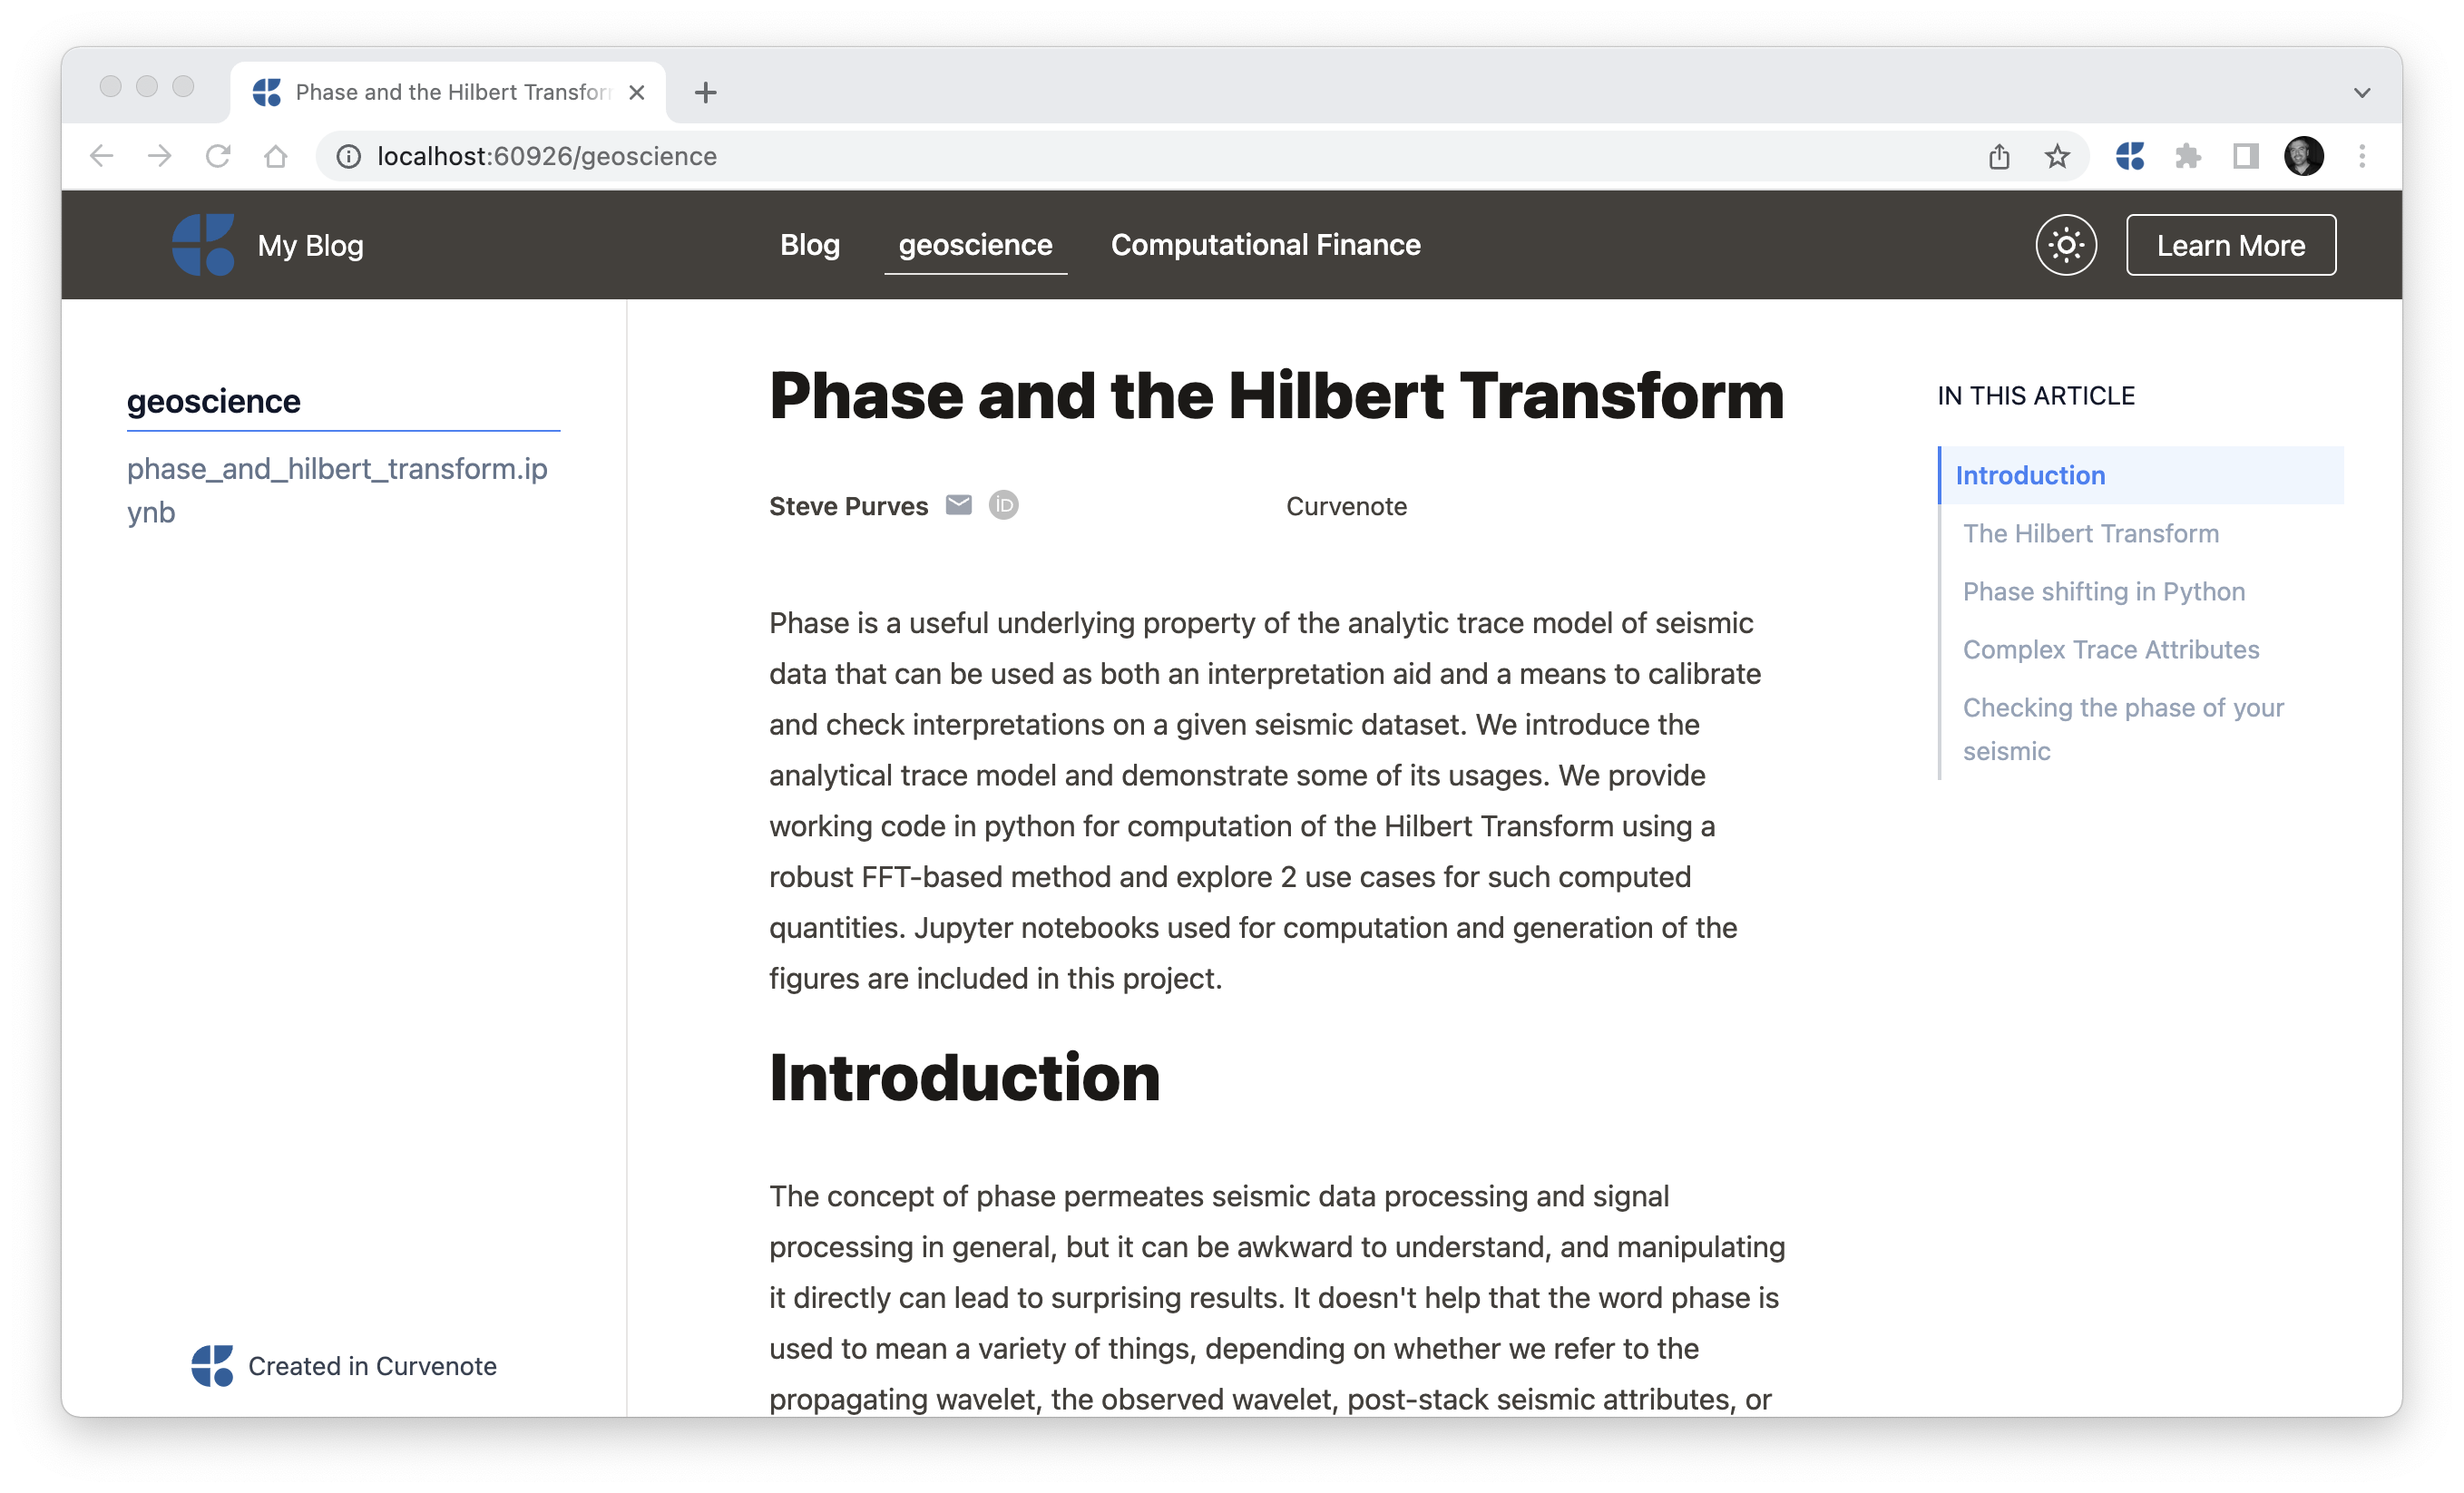 Phase and the Hilbert Transfor
localhost:60926/geoscience
My Blog
Blog
geoscience
Computational Finance
Learn More
geoscience
phase_and_hilbert_transform.ip
ynb
Created in Curvenote
Phase and the Hilbert Transform
Steve Purves
iD
Curvenote
Phase is a useful underlying property of the analytic trace model of seismic
data that can be used as both an interpretation aid and a means to calibrate
and check interpretations on a given seismic dataset. We introduce the
analytical trace model and demonstrate some of its usages. We provide
working code in python for computation of the Hilbert Transform using a
robust FFT-based method and explore 2 use cases for such computed
quantities. Jupyter notebooks used for computation and generation of the
figures are included in this project.
Introduction
The concept of phase permeates seismic data processing and signal
processing in general, but it can be awkward to understand, and manipulating
it directly can lead to surprising results. It doesn't help that the word phase is
used to mean a variety of things, depending on whether we refer to the
propagating wavelet, the observed wavelet, post-stack seismic attributes, or
IN THIS ARTICLE
Introduction
The Hilbert Transform
Phase shifting in Python
Complex Trace Attributes
Checking the phase of your
seismic